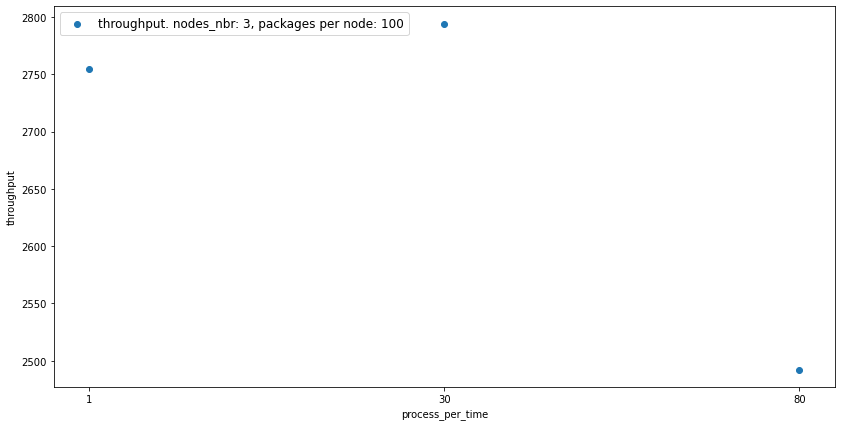 throughput. nodes_nbr: 3, packages per node: 100
2800
2750
2700
2650
2600
2550
2500
throughput
1 30 80
process_per_time